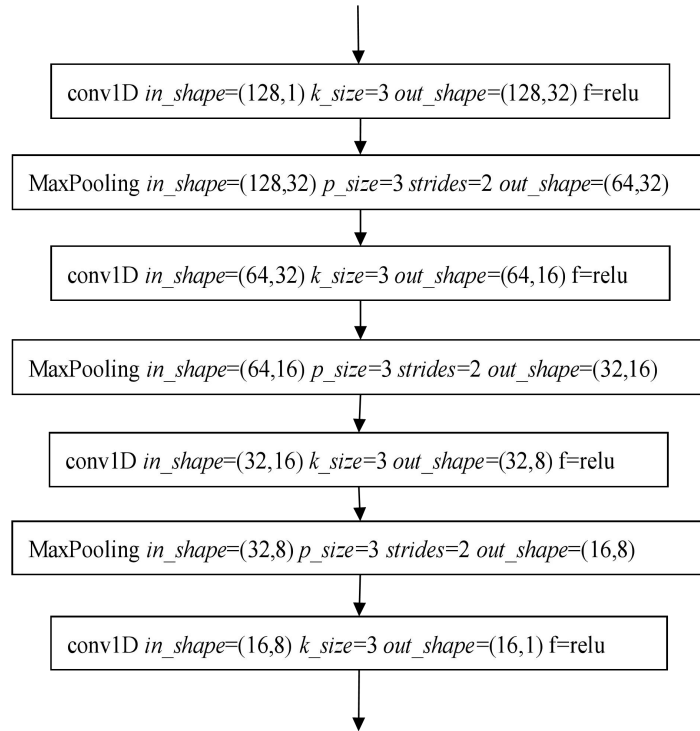 conv1D in_shape=(128,1) k_size=3 out_shape=(128,32) f=relu
MaxPooling in_shape=(128,32) p_size=3 strides=2 out_shape=(64,32)
conv1D in_shape=(64,32) k_size=3 out_shape=(64,16) f=relu
MaxPooling in_shape=(64,16) p_size=3 strides=2 out_shape=(32,16)
conv1D in_shape=(32,16) k_size=3 out_shape=(32,8) f=relu
MaxPooling in_shape=(32,8) p_size=3 strides=2 out_shape=(16,8)
conv1D in_shape=(16,8) k_size=3 out_shape=(16,1) f=relu